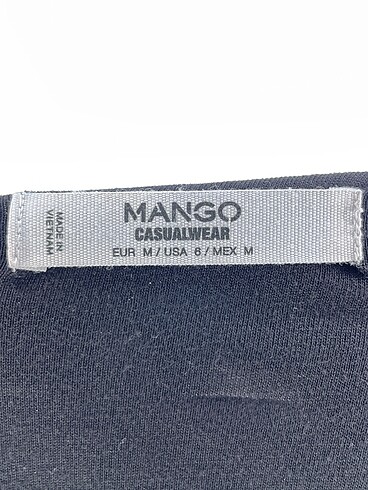 MANGO
CASUALWEAR
EUR M / USA 6 / MEX M
MADE IN
VIETNAM